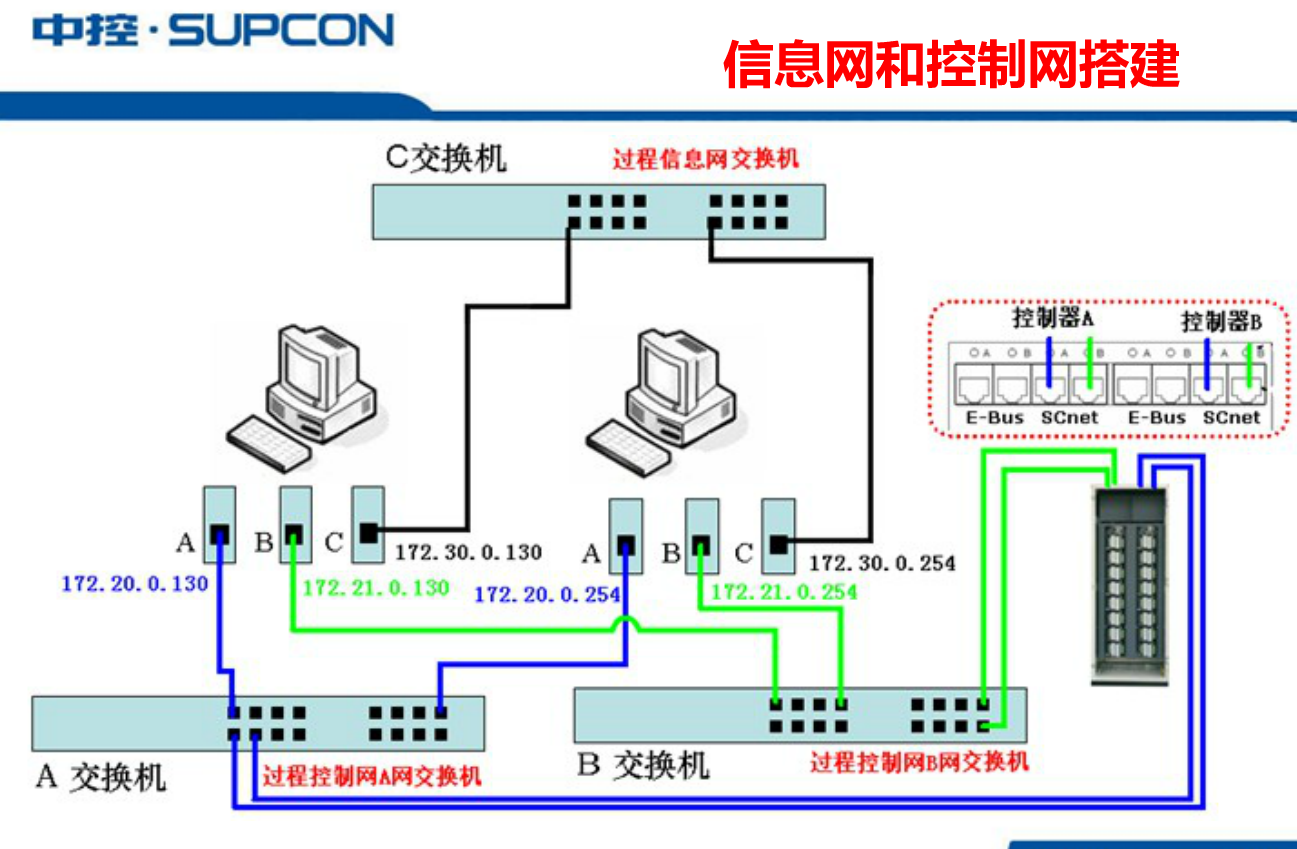 中控·SUPCON
信息网和控制网搭建
C交换机
过程信息网交换机
控制器A
控制器B
A B A B A B A B
E-Bus SCnet E-Bus SCnet
A
B
C
172.30.0.130
172.20.0.130
172.21.0.130
A
B
C
172.30.0.254
172.20.0.254
172.21.0.254
A 交换机
过程控制网A网交换机
B 交换机
过程控制网B网交换机